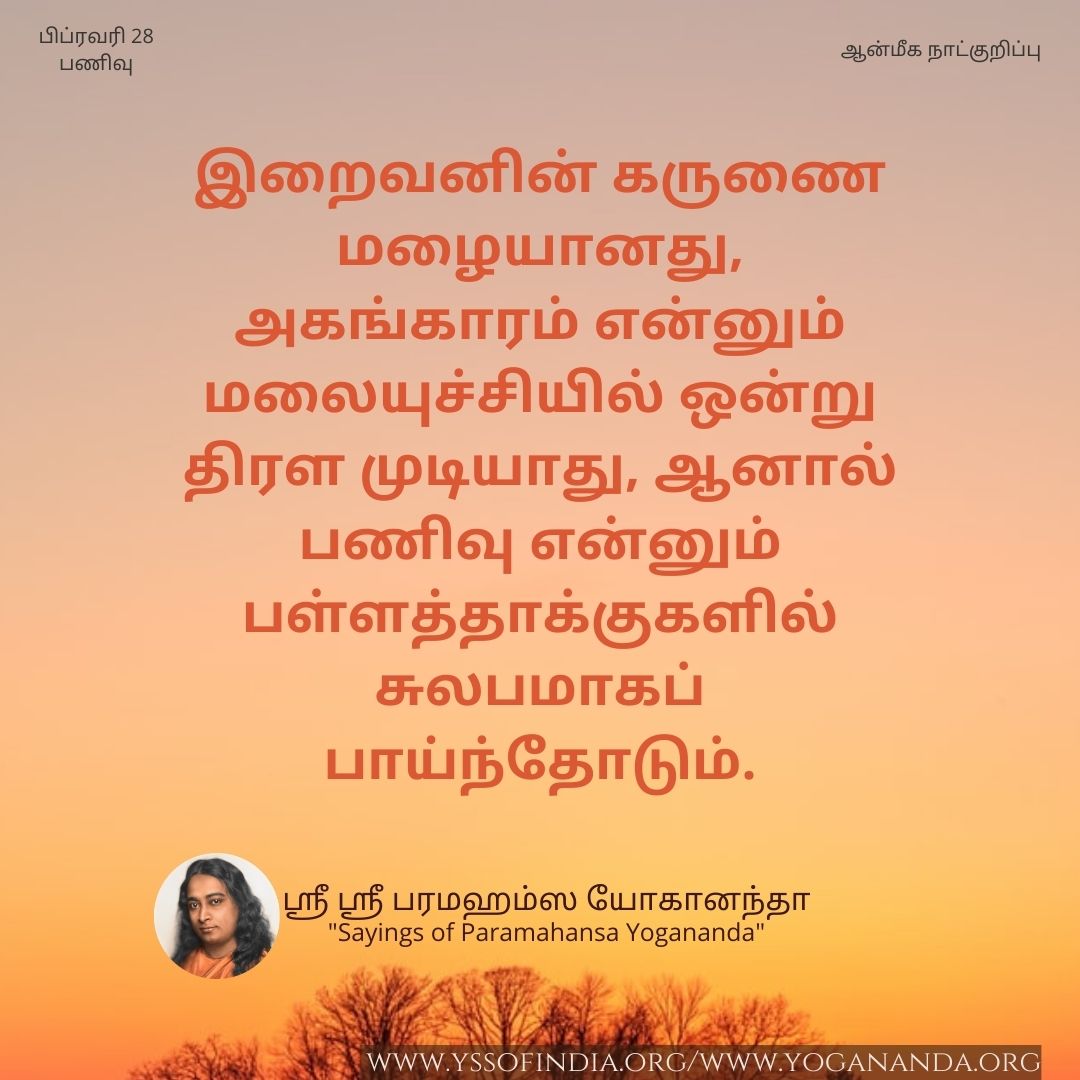 பிப்ரவரி 28
பணிவு
ஆன்மீக நாட்குறிப்பு
இறைவனின் கருணை
மழையானது,
அகங்காரம் என்னும்
மலையுச்சியில் ஒன்று
திரள முடியாது, ஆனால்
பணிவு என்னும்
பள்ளத்தாக்குகளில்
சுலபமாகப்
பாய்ந்தோடும்.
ஸ்ரீ ஸ்ரீ பரமஹம்ஸ யோகானந்தா
"Sayings of Paramahansa Yogananda"
WWW.YSSOFINDIA.ORG/WWW.YOGANANDA.ORG